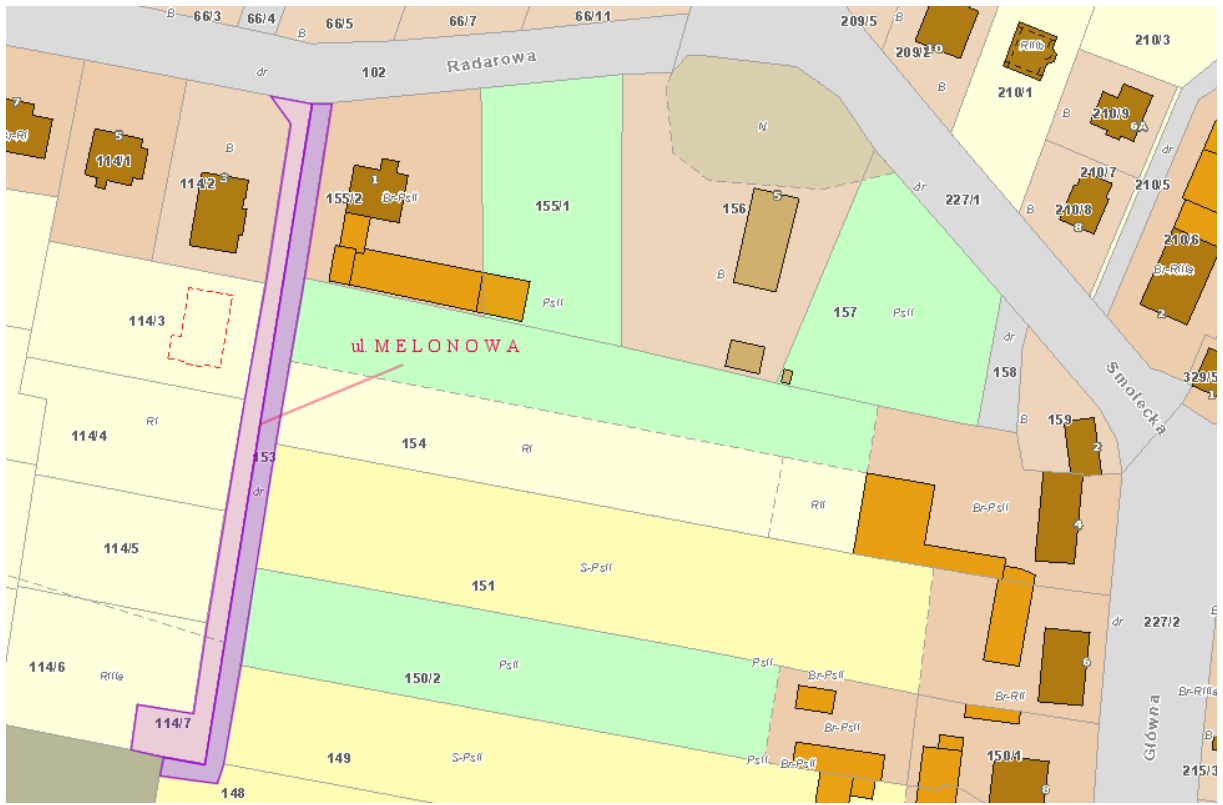 66/3
66/4
66/5
66/7
66/11
209/5
B
B
B
209/2
10
RIIIb
210/3
102
dr
Radarowa
210/1
B
7
Br-RI
5
114/1
B
114/2
3
1
155/2
Br-PsII
155/1
N
156
5
B
dr
227/1
B
210/9
6A
dr
210/7
210/5
B
210/8
8
210/6
Br-RIIIa
2
114/3
PsII
157
PsII
dr
158
ul. MELONOWA
Smolecka
329/5
1
B
159
2
114/4
RI
153
dr
154
RI
RII
Br-PsII
4
114/5
151
S-PsII
dr
227/2
114/6
RIIIa
150/2
PsII
PsII
Br-PsII
6
Br-RII
Br-RIIIa
B
114/7
149
S-PsII
PsII
Br-PsII
Br-PsII
150/1
Główna
B
215/3
148
8